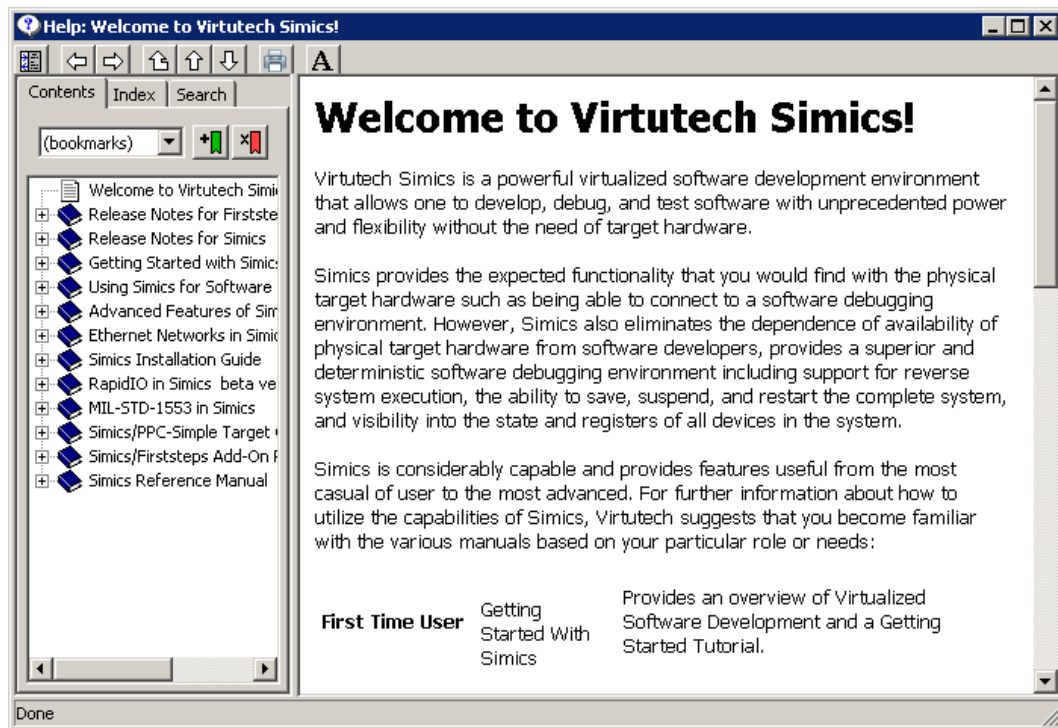 Help: Welcome to Virtutech Simics!
A
Contents Index Search
(bookmarks)
Welcome to Virtutech Simi
Release Notes for Firstste
Release Notes for Simics
Getting Started with Simics
Using Simics for Software
Advanced Features of Sim
Ethernet Networks in Simic
Simics Installation Guide
RapidIO in Simics beta ve
MIL-STD-1553 in Simics
Simics/PPC-Simple Target
Simics/Firststeps Add-On
Simics Reference Manual
Welcome to Virtutech Simics!
Virtutech Simics is a powerful virtualized software development environment
that allows one to develop, debug, and test software with unprecedented power
and flexibility without the need of target hardware.
Simics provides the expected functionality that you would find with the physical
target hardware such as being able to connect to a software debugging
environment. However, Simics also eliminates the dependence of availability of
physical target hardware from software developers, provides a superior and
deterministic software debugging environment including support for reverse
system execution, the ability to save, suspend, and restart the complete system,
and visibility into the state and registers of all devices in the system.
Simics is considerably capable and provides features useful from the most
casual of user to the most advanced. For further information about how to
utilize the capabilities of Simics, Virtutech suggests that you become familiar
with the various manuals based on your particular role or needs:
First Time User
Getting
Started With
Simics
Provides an overview of Virtualized
Software Development and a Getting
Started Tutorial.
Done